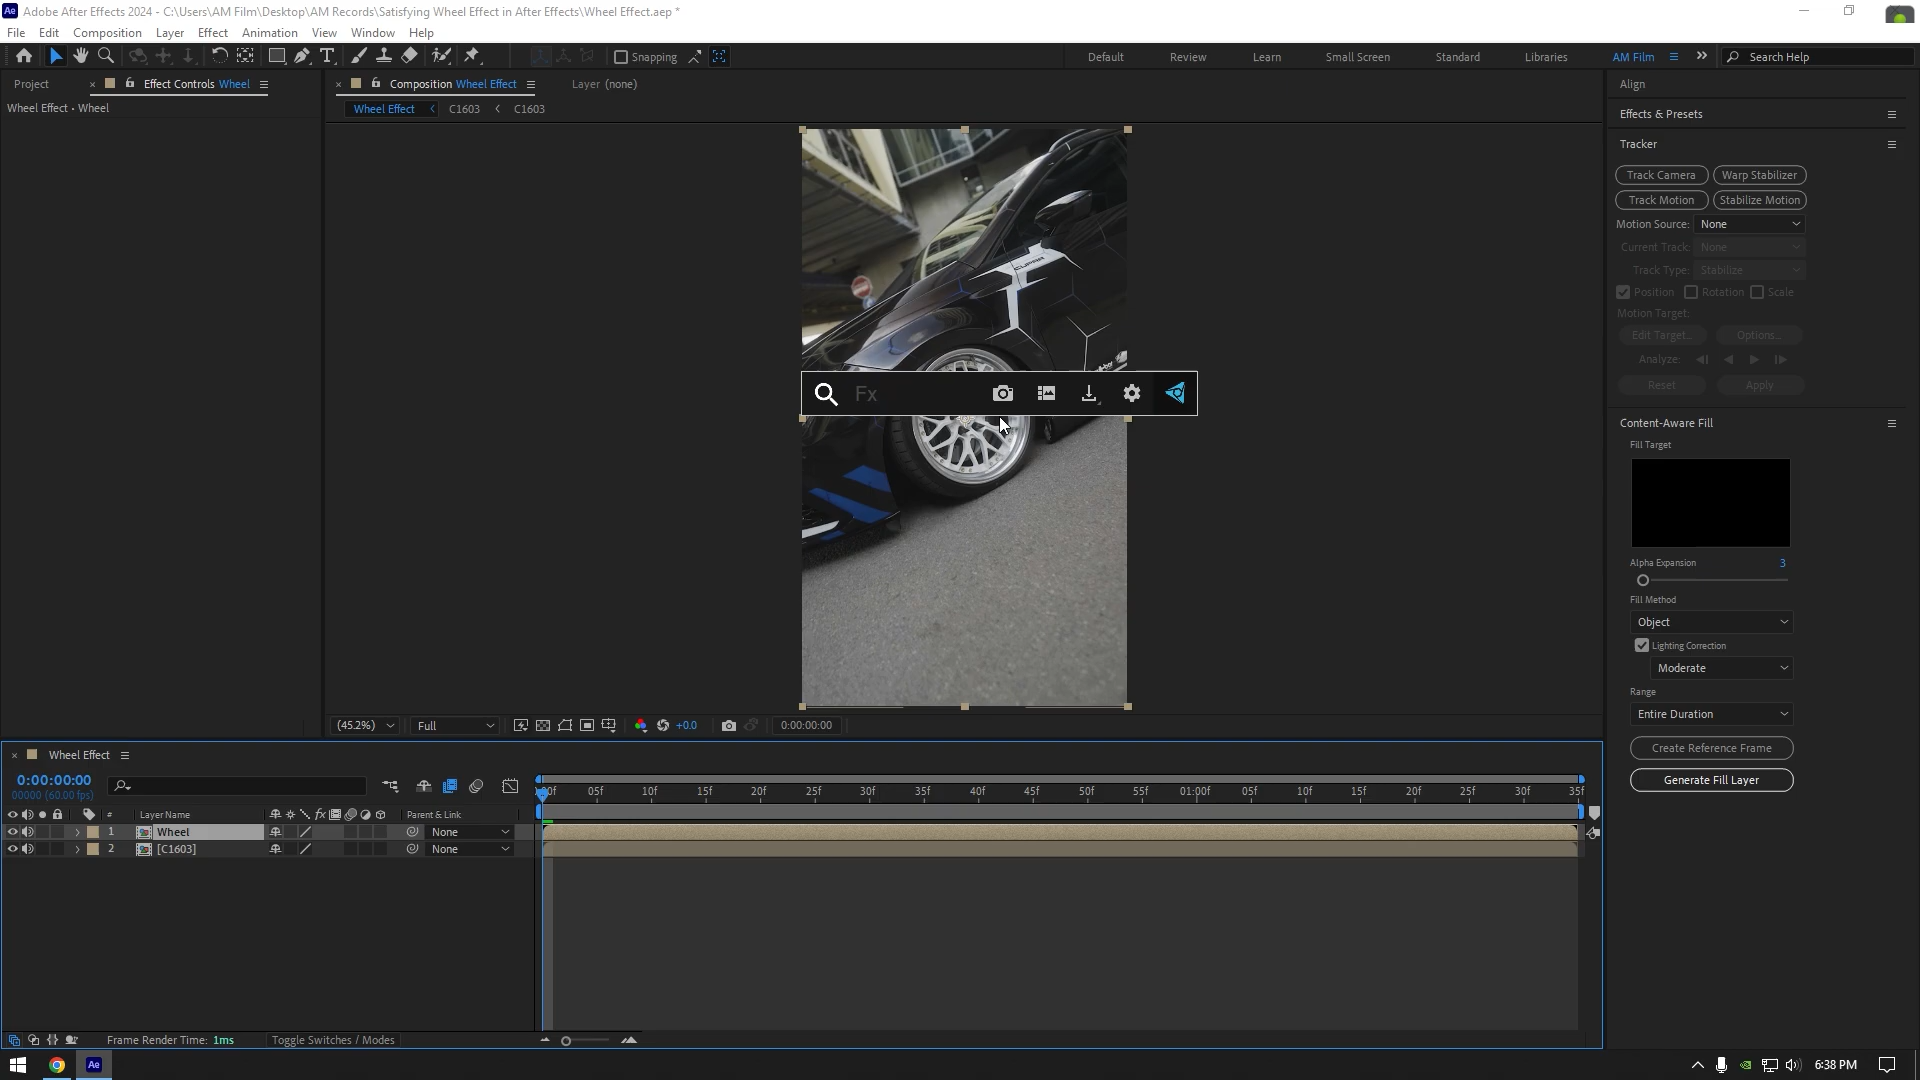 Adobe After Effects 2024 - C:\Users\AM Film\Desktop\AM Records\Satisfying Wheel Effect in After Effects\Wheel Effect.aep *
File Edit Composition Layer Effect Animation View Window Help
Snapping Default Review Learn Small Screen Standard Libraries AM Film Search Help
Project Effect Controls Wheel Composition Wheel Effect Layer (none) Align
Wheel Effect • Wheel Wheel Effect C1603 C1603
Effects & Presets
Tracker
Track Camera Warp Stabilizer
Track Motion Stabilize Motion
Motion Source: None
Current Track: None
Track Type: Stabilize
Position Rotation Scale
Motion Target:
Edit Target... Options...
Analyze:
Reset Apply
Fx
Content-Aware Fill
Fill Target
Alpha Expansion 3
Fill Method
Object
Lighting Correction
Moderate
Range
Entire Duration
Create Reference Frame
Generate Fill Layer
(45.2%) Full +0.0 0:00:00:00
Wheel Effect
0:00:00:00
00000 (60.00 fps)
:00f 05f 10f 15f 20f 25f 30f 35f 40f 45f 50f 55f 01:00f 05f 10f 15f 20f 25f 30f 35f
# Layer Name Parent & Link
1 Wheel None
2 [C1603] None
Frame Render Time: 1ms Toggle Switches / Modes
6:38 PM